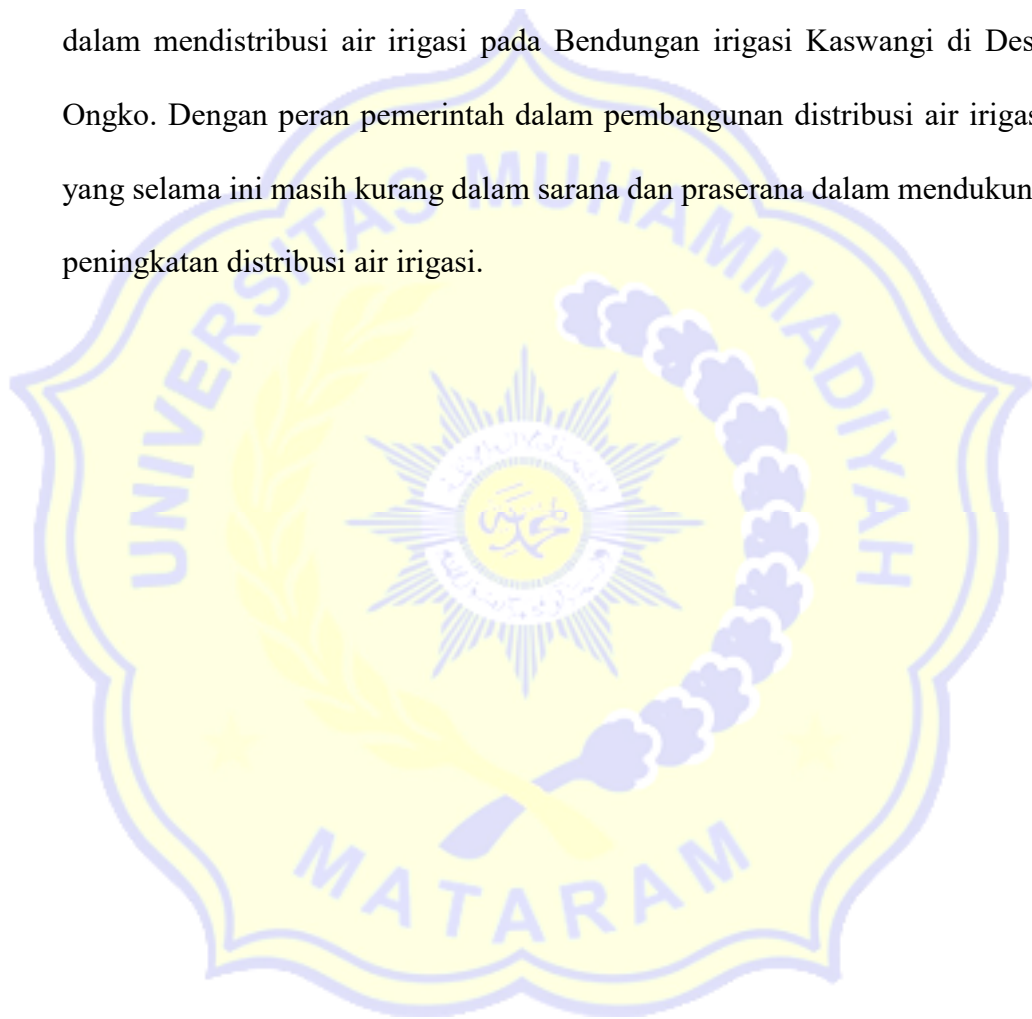 dalam mendistribusi air irigasi pada Bendungan irigasi Kaswangi di Des
Ongko. Dengan peran pemerintah dalam pembangunan distribusi air irigas
yang selama ini masih kurang dalam sarana dan praserana dalam mendukun
peningkatan distribusi air irigasi.
UNIVERSITAS MUHAMMADIYAH
MATARAM